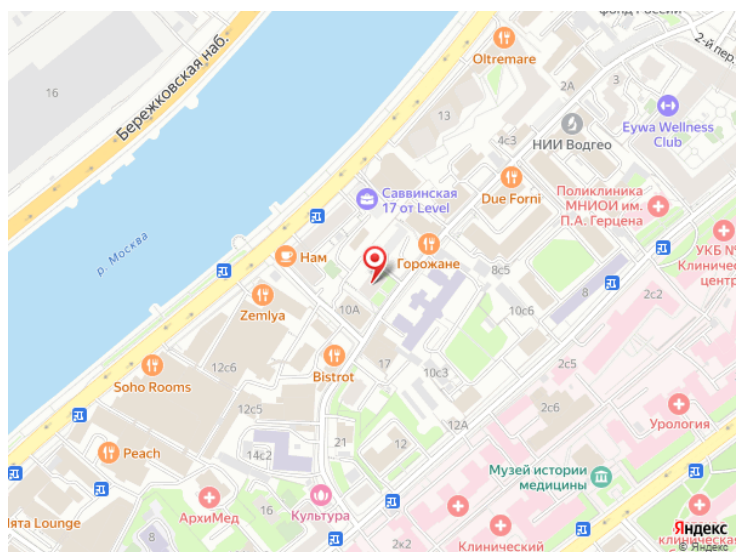 фонд России
2-й пер.
Oltremare
16
Бережковская наб.
2А
3
13
4с3
НИИ Водгео
Eywa Wellness
Club
Саввинская
17 от Level
Due Forni
Поликлиника
МНИОИ им.
П.А. Герцена
р. Москва
Нам
Горожане
УКБ №
Клиничес
центр
8с5
8
2с2
Zemlya
10А
10с6
Bistrot
17
10с3
2с5
12с6
Soho Rooms
12с5
12А
2с6
Урология
21
12
Peach
14с2
Музей истории
медицины
16
Культура
АрхиМед
Мята Lounge
8
2к2
Клинический
клиническая
Яндекс
© Яндекс